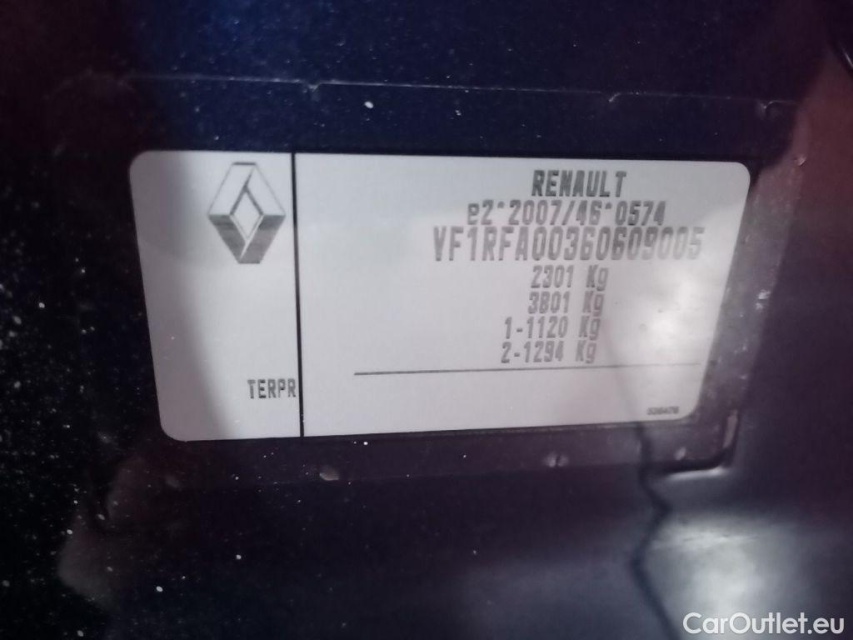 RENAULT
e2*2007/46*0574
VF1RFA00360609005
2301 Kg
3801 Kg
1-1120 Kg
2-1294 Kg
TERPR
CarOutlet.eu